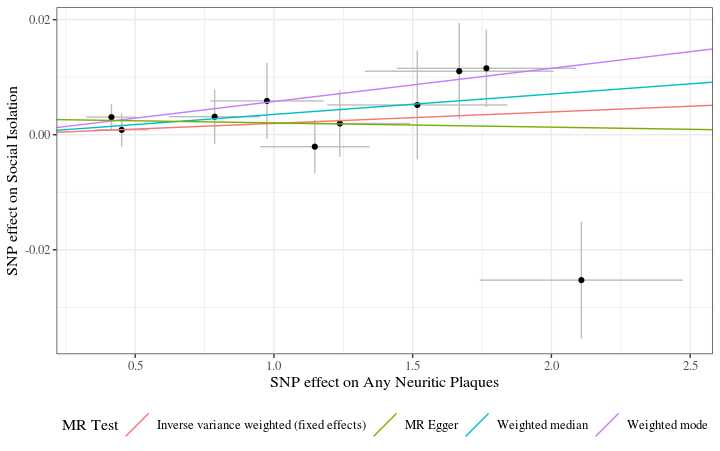 0.02
0.00
-0.02
SNP effect on Social Isolation
0.5 1.0 1.5 2.0 2.5
SNP effect on Any Neuritic Plaques
MR Test Inverse variance weighted (fixed effects) MR Egger Weighted median Weighted mode